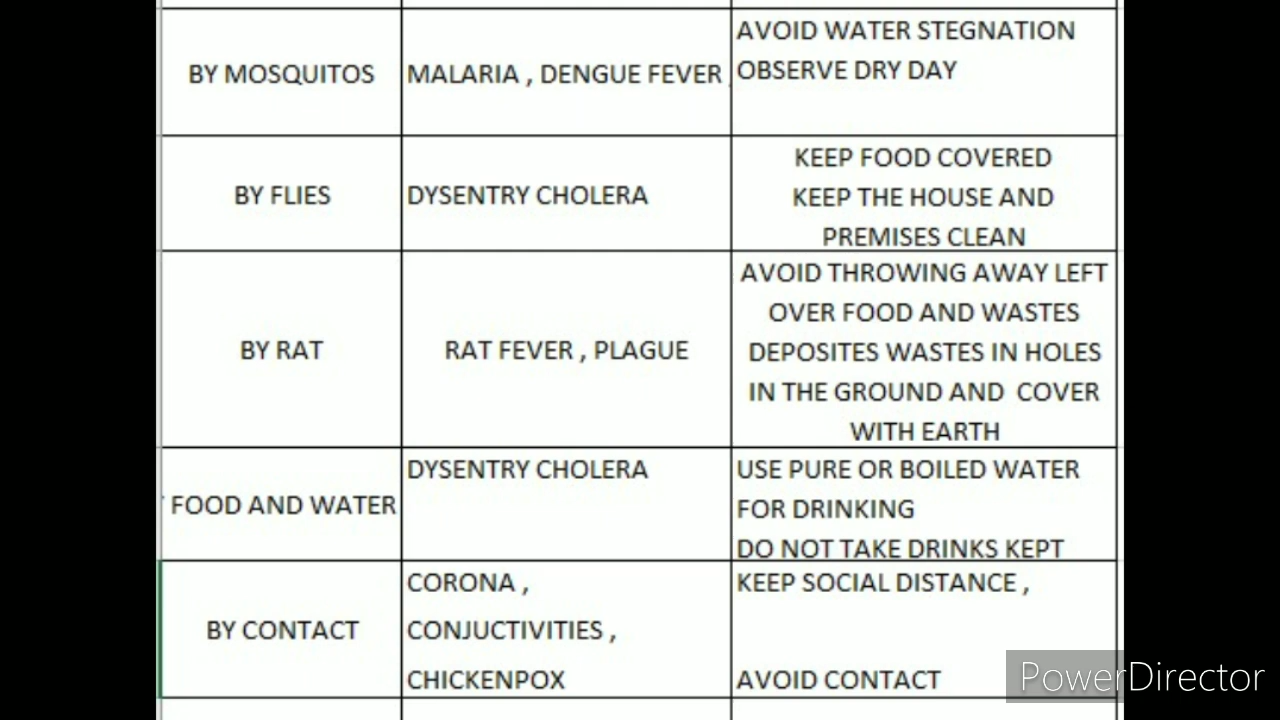 BY MOSQUITOS
MALARIA , DENGUE FEVER
AVOID WATER STEGNATION
OBSERVE DRY DAY
BY FLIES
DYSENTRY CHOLERA
KEEP FOOD COVERED
KEEP THE HOUSE AND
PREMISES CLEAN
BY RAT
RAT FEVER , PLAGUE
AVOID THROWING AWAY LEFT
OVER FOOD AND WASTES
DEPOSITES WASTES IN HOLES
IN THE GROUND AND COVER
WITH EARTH
FOOD AND WATER
DYSENTRY CHOLERA
USE PURE OR BOILED WATER
FOR DRINKING
DO NOT TAKE DRINKS KEPT
BY CONTACT
CORONA ,
CONJUCTIVITIES ,
CHICKENPOX
KEEP SOCIAL DISTANCE ,
AVOID CONTACT
PowerDirector